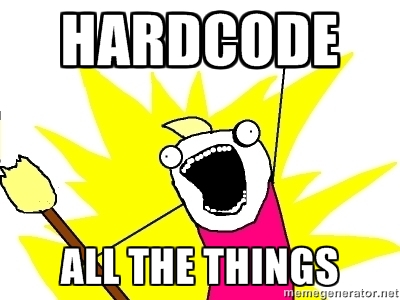 HARDCODE
ALL THE THINGS
memegenerator.net